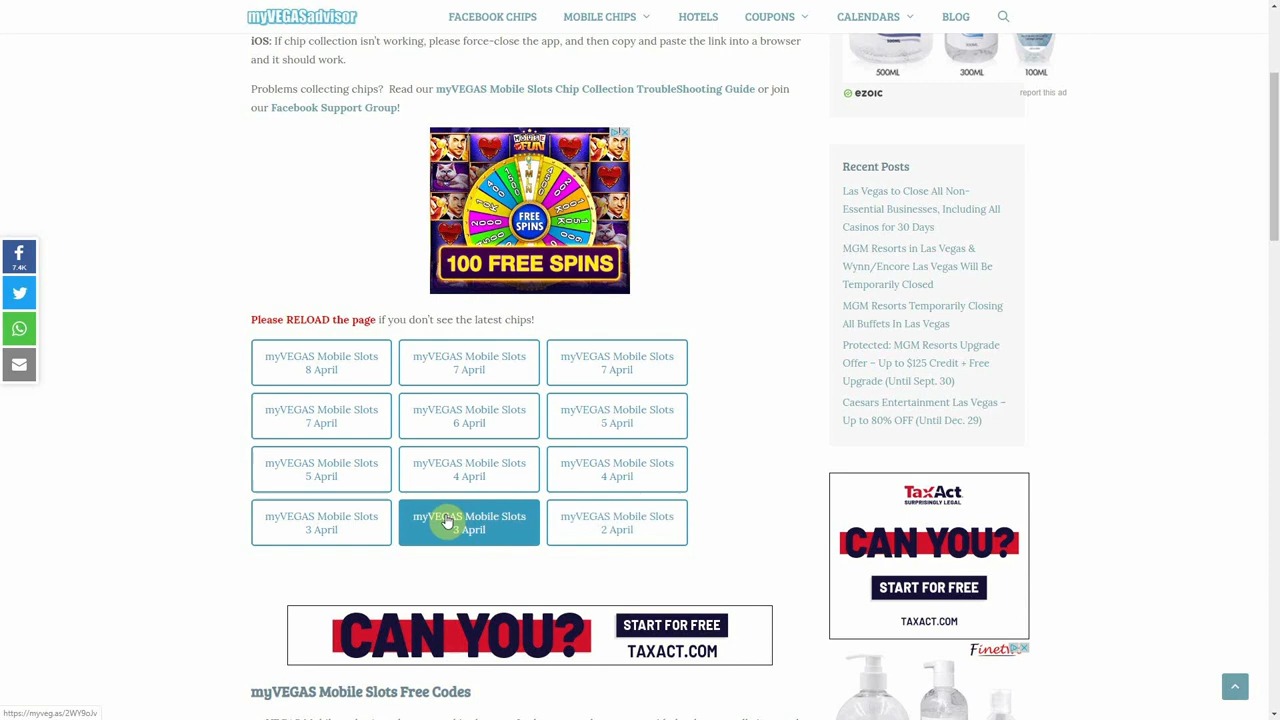 myVEGASadvisor
FACEBOOK CHIPS
MOBILE CHIPS
HOTELS
COUPONS
CALENDARS
BLOG
iOS: If chip collection isn't working, please force-close the app, and then copy and paste the link into a browser
and it should work.
Problems collecting chips? Read our myVEGAS Mobile Slots Chip Collection TroubleShooting Guide or join
our Facebook Support Group!
FREE
SPINS
100 FREE SPINS
7.4K
Please RELOAD the page if you don't see the latest chips!
myVEGAS Mobile Slots
8 April
myVEGAS Mobile Slots
7 April
myVEGAS Mobile Slots
7 April
myVEGAS Mobile Slots
7 April
myVEGAS Mobile Slots
6 April
myVEGAS Mobile Slots
5 April
myVEGAS Mobile Slots
5 April
myVEGAS Mobile Slots
4 April
myVEGAS Mobile Slots
4 April
myVEGAS Mobile Slots
3 April
myVEGAS Mobile Slots
3 April
myVEGAS Mobile Slots
2 April
CAN YOU?
START FOR FREE
TAXACT.COM
myVEGAS Mobile Slots Free Codes
https://myveg.as/2WY9oJv
500ML
300ML
100ML
ezoic
report this ad
Recent Posts
Las Vegas to Close All Non-
Essential Businesses, Including All
Casinos for 30 Days
MGM Resorts in Las Vegas &
Wynn/Encore Las Vegas Will Be
Temporarily Closed
MGM Resorts Temporarily Closing
All Buffets In Las Vegas
Protected: MGM Resorts Upgrade
Offer – Up to $125 Credit + Free
Upgrade (Until Sept. 30)
Caesars Entertainment Las Vegas –
Up to 80% OFF (Until Dec. 29)
TaxAct
SURPRISINGLY LEGAL
CAN YOU?
START FOR FREE
TAXACT.COM